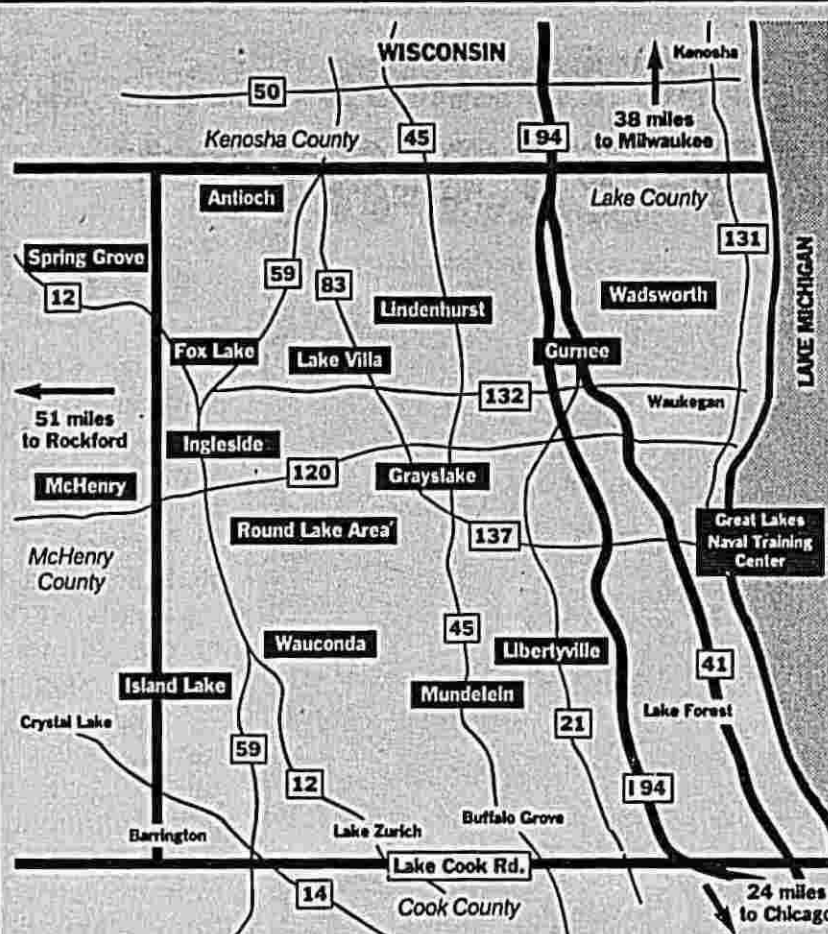 WISCONSIN
Kenosha
50
38 miles
to Milwaukee
Kenosha County
45
I 94
Antioch
Lake County
131
Spring Grove
59
83
12
Lindenhurst
Wadsworth
LAKE MICHIGAN
Fox Lake
Lake Villa
Gurnee
132
Waukegan
51 miles
to Rockford
Ingleside
120
Grayslake
McHenry
Round Lake Area
137
Great Lakes
Naval Training
Center
McHenry
County
45
Wauconda
Libertyville
41
Island Lake
Mundelein
Lake Forest
Crystal Lake
59
21
12
I 94
Barrington
Lake Zurich
Buffalo Grove
Lake Cook Rd.
14
Cook County
24 miles
to Chicago